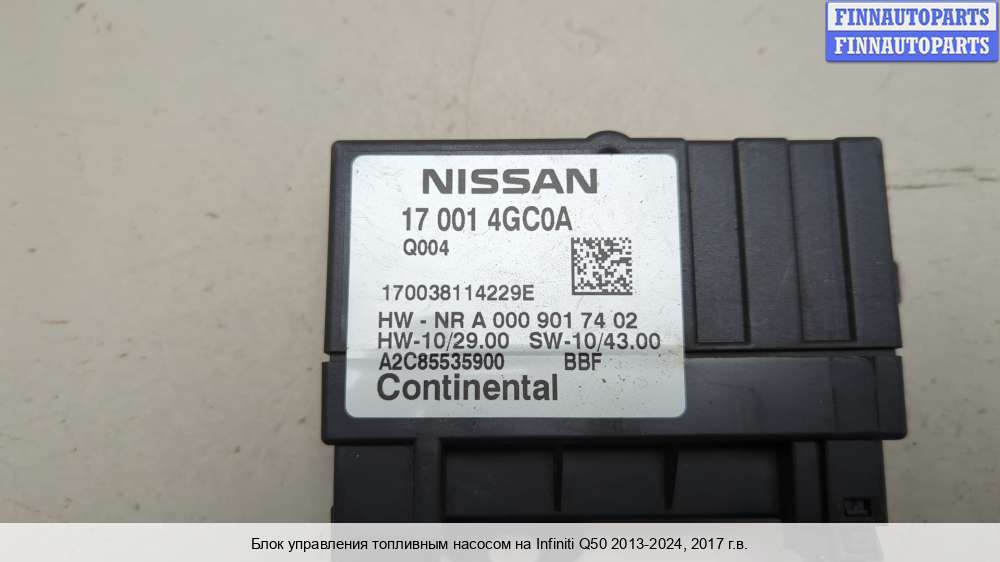 FINNAUTOPARTS
FINNAUTOPARTS
NISSAN
17 001 4GC0A
Q004
170038114229E
HW - NR A 000 901 74 02
HW-10/29.00 SW-10/43.00
A2C85535900 BBF
Continental
Блок управления топливным насосом на Infiniti Q50 2013-2024, 2017 г.в.